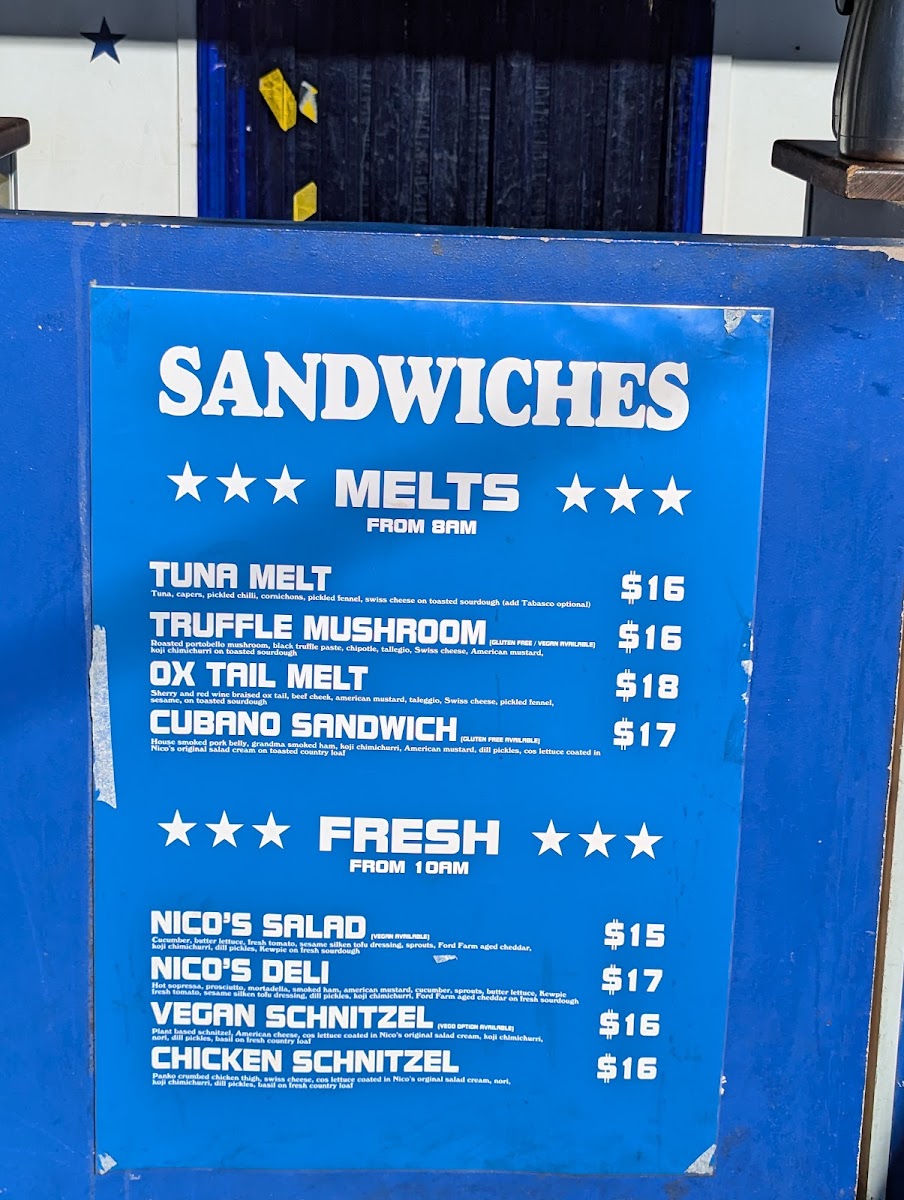 SANDWICHES
MELTS
FROM 8AM
TUNA MELT $16
Tuna, capers, pickled chilli, cornichons, pickled fennel, swiss cheese on toasted sourdough (add Tabasco optional)
TRUFFLE MUSHROOM (GLUTEN FREE / VEGAN AVAILABLE) $16
Roasted portobello mushroom, black truffle paste, chipotle, tallegio, Swiss cheese, American mustard,
koji chimichurri on toasted sourdough
OX TAIL MELT $18
Sherry and red wine braised ox tail, beef cheek, american mustard, taleggio, Swiss cheese, pickled fennel,
sesame, on toasted sourdough
CUBANO SANDWICH (GLUTEN FREE AVAILABLE) $17
House smoked pork belly, grandma smoked ham, koji chimichurri, American mustard, dill pickles, cos lettuce coated in
Nico's original salad cream on toasted country loaf
FRESH
FROM 10AM
NICO'S SALAD (VEGAN AVAILABLE) $15
Cucumber, butter lettuce, fresh tomato, sesame silken tofu dressing, sprouts, Ford Farm aged cheddar,
koji chimichurri, dill pickles, Kewpie on fresh sourdough
NICO'S DELI $17
Hot sopressa, prosciutto, mortadella, smoked ham, american mustard, cucumber, sprouts, butter lettuce, Kewpie
fresh tomato, sesame silken tofu dressing, dill pickles, koji chimichurri, Ford Farm aged cheddar on fresh sourdough
VEGAN SCHNITZEL (VEGO OPTION AVAILABLE) $16
Plant based schnitzel, American cheese, cos lettuce coated in Nico's original salad cream, koji chimichurri,
nori, dill pickles, basil on fresh country loaf
CHICKEN SCHNITZEL $16
Panko crumbed chicken thigh, swiss cheese, cos lettuce coated in Nico's orginal salad cream, nori,
koji chimichurri, dill pickles, basil on fresh country loaf